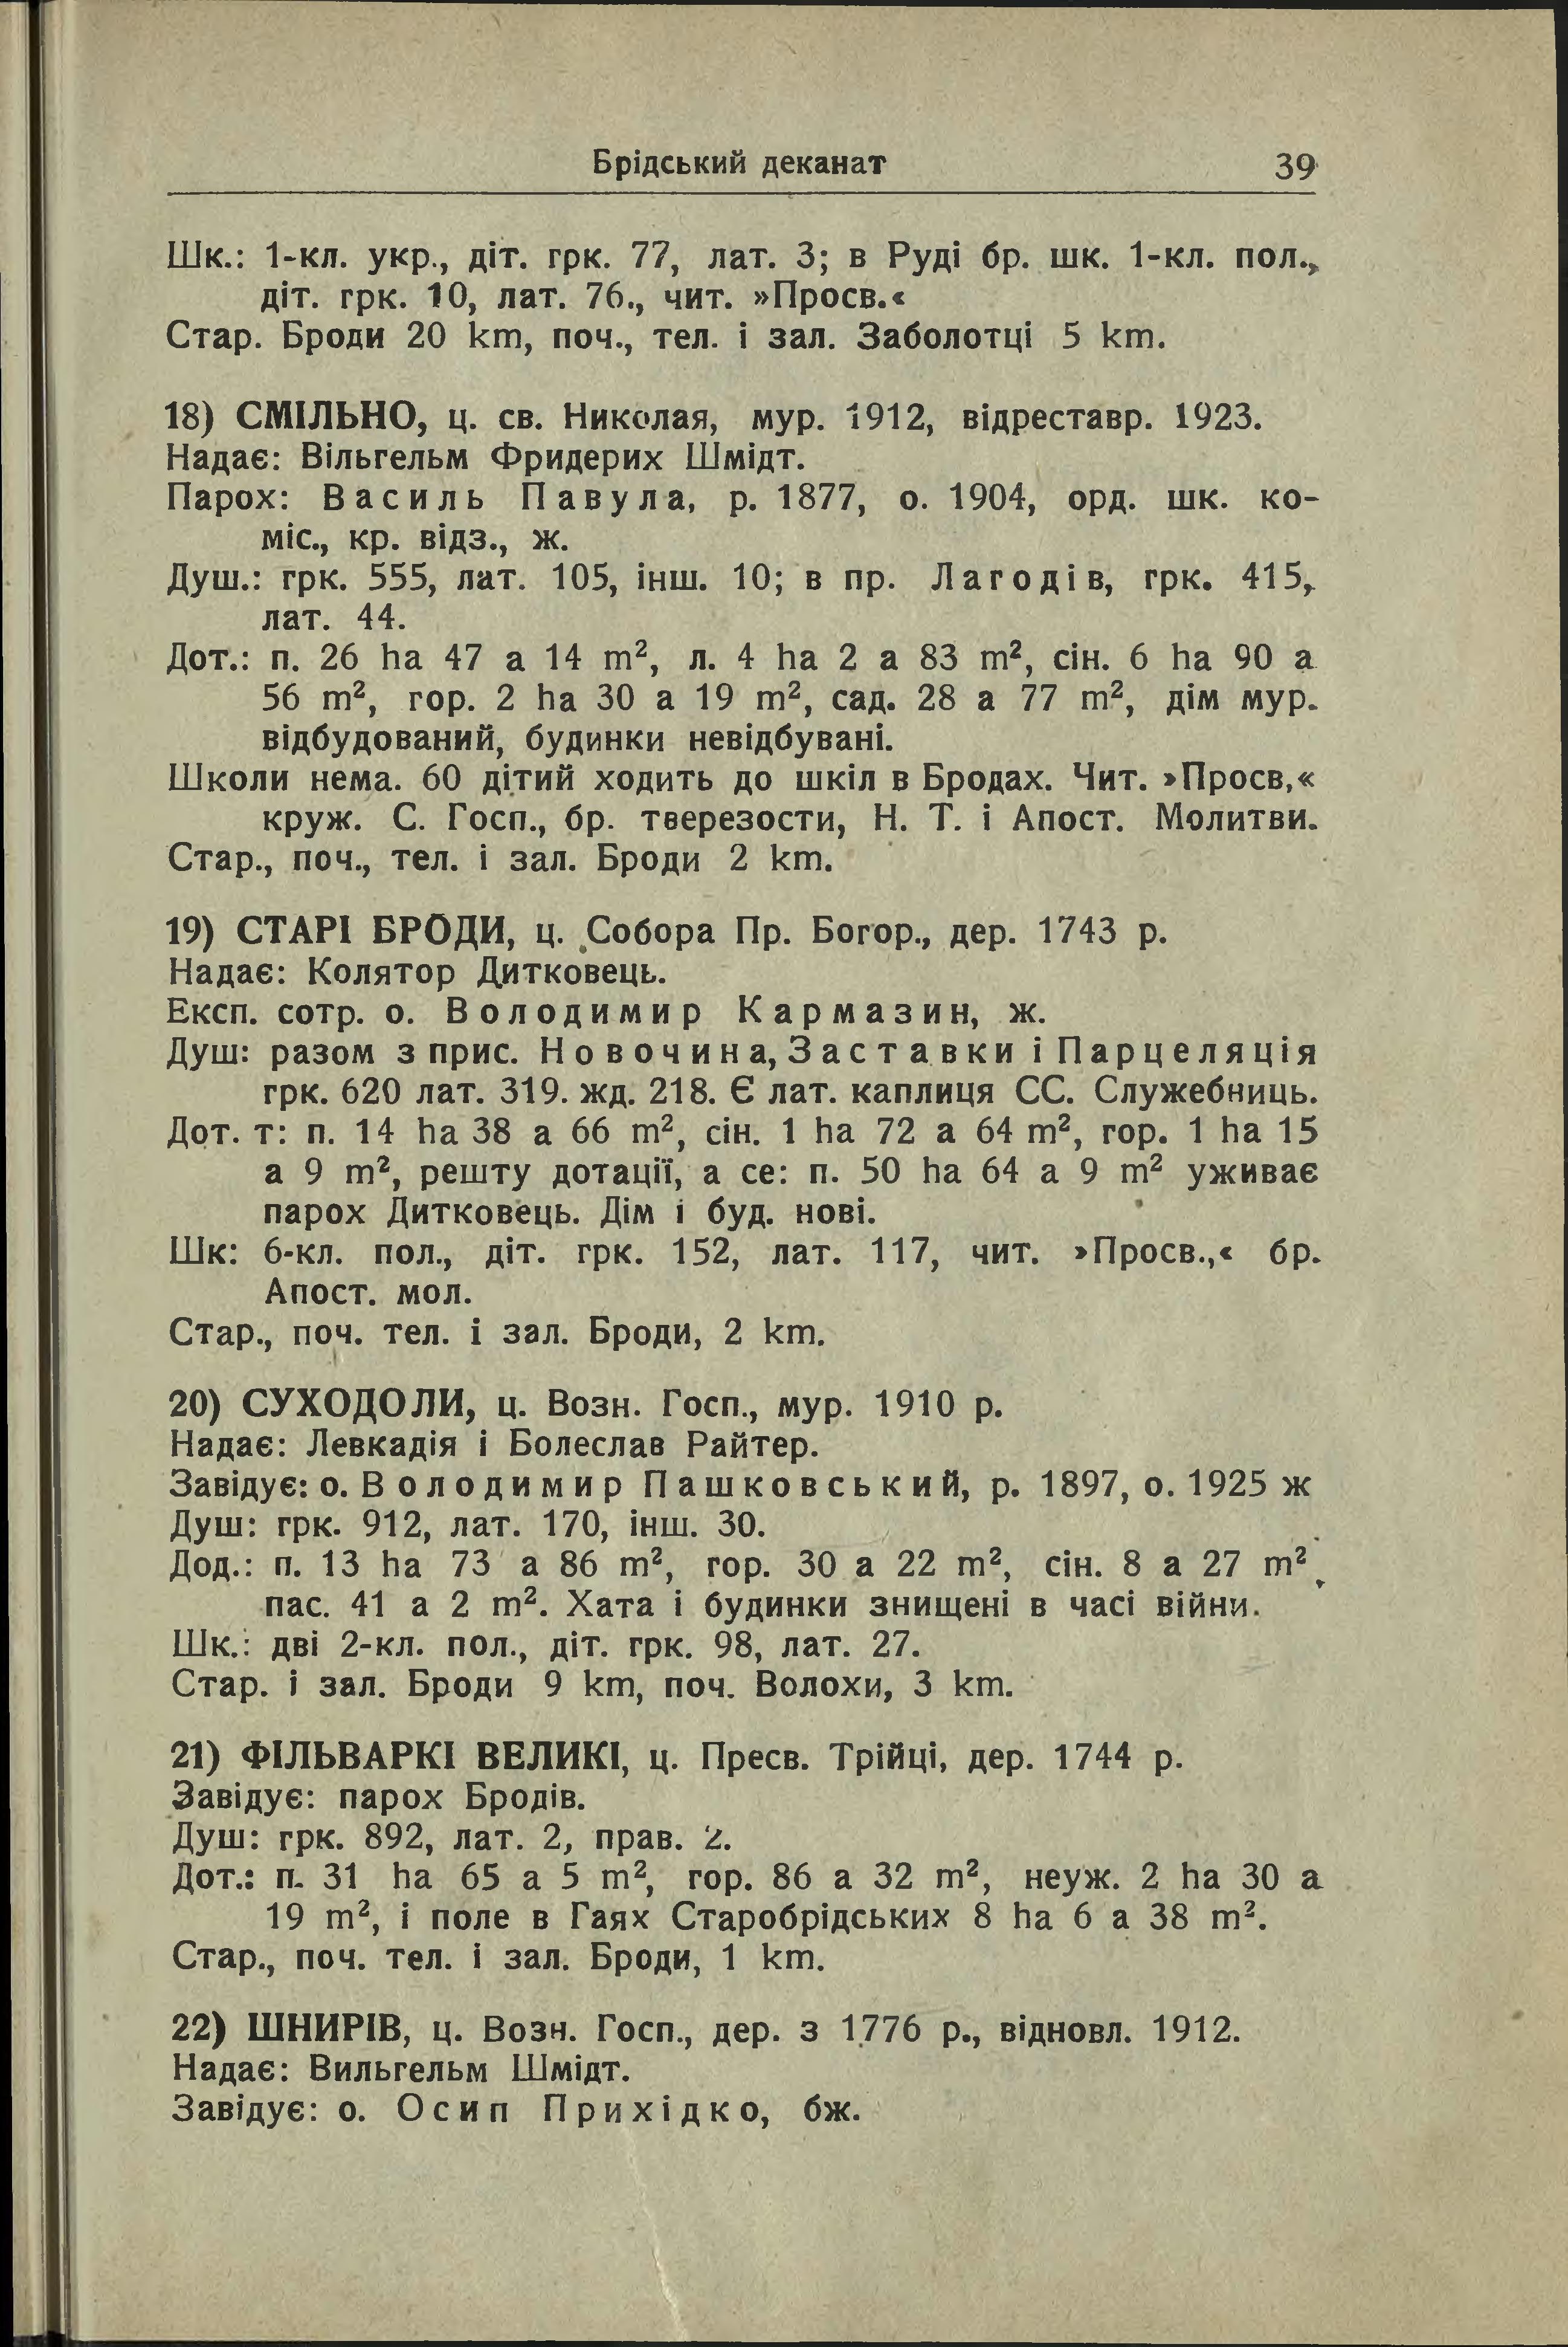 Брідський деканат 39
Шк.: 1-кл. укр., діт. грк. 77, лат. 3; в Руді бр. шк. 1-кл. пол.,
діт. грк. 10, лат. 76., чит. »Просв.«
Стар. Броди 20 km, поч., тел. і зал. Заболотці 5 km.
18) СМІЛЬНО, ц. св. Николая, мур. 1912, відреставр. 1923.
Надає: Вільгельм Фридерих Шмідт.
Парох: Василь Павула, р. 1877, о. 1904, орд. шк. ко-
міс., кр. відз., ж.
Душ.: грк. 555, лат. 105, інш. 10; в пр. Лагодів, грк. 415,
лат. 44.
Дот.: п. 26 ha 47 a 14 m², л. 4 ha 2 a 83 m², сін. 6 ha 90 a
56 m², гор. 2 ha 30 a 19 m², сад. 28 a 77 m², дім мур.
відбудований, будинки невідбувані.
Школи нема. 60 дітий ходить до шкіл в Бродах. Чит. »Просв,«
круж. С. Госп., бр. тверезости, Н. Т. і Апост. Молитви.
Стар., поч., тел. і зал. Броди 2 km.
19) СТАРІ БРОДИ, ц. Собора Пр. Богор., дер. 1743 р.
Надає: Колятор Дитковець.
Експ. сотр. о. Володимир Кармазин, ж.
Душ: разом з прис. Новочина, Заставки і Парцеляція
грк. 620 лат. 319. жд. 218. Є лат. каплиця СС. Служебниць.
Дот. т: п. 14 ha 38 a 66 m², сін. 1 ha 72 a 64 m², гор. 1 ha 15
a 9 m², решту дотації, а се: п. 50 ha 64 a 9 m² уживає
парох Дитковець. Дім і буд. нові.
Шк: 6-кл. пол., діт. грк. 152, лат. 117, чит. »Просв.,« бр.
Апост. мол.
Стар., поч. тел. і зал. Броди, 2 km.
20) СУХОДОЛИ, ц. Возн. Госп., мур. 1910 р.
Надає: Левкадія і Болеслав Райтер.
Завідує: о. Володимир Пашковський, р. 1897, о. 1925 ж
Душ: грк. 912, лат. 170, інш. 30.
Дод.: п. 13 ha 73 a 86 m², гор. 30 a 22 m², сін. 8 a 27 m²,
пас. 41 a 2 m². Хата і будинки знищені в часі війни.
Шк.: дві 2-кл. пол., діт. грк. 98, лат. 27.
Стар. і зал. Броди 9 km, поч. Волохи, 3 km.
21) ФІЛЬВАРКІ ВЕЛИКІ, ц. Пресв. Трійці, дер. 1744 р.
Завідує: парох Бродів.
Душ: грк. 892, лат. 2, прав. 2.
Дот.: п. 31 ha 65 a 5 m², гор. 86 a 32 m², неуж. 2 ha 30 a
19 m², і поле в Гаях Старобрідських 8 ha 6 a 38 m².
Стар., поч. тел. і зал. Броди, 1 km.
22) ШНИРІВ, ц. Возн. Госп., дер. з 1776 р., відновл. 1912.
Надає: Вильгельм Шмідт.
Завідує: о. Осип Прихідко, бж.